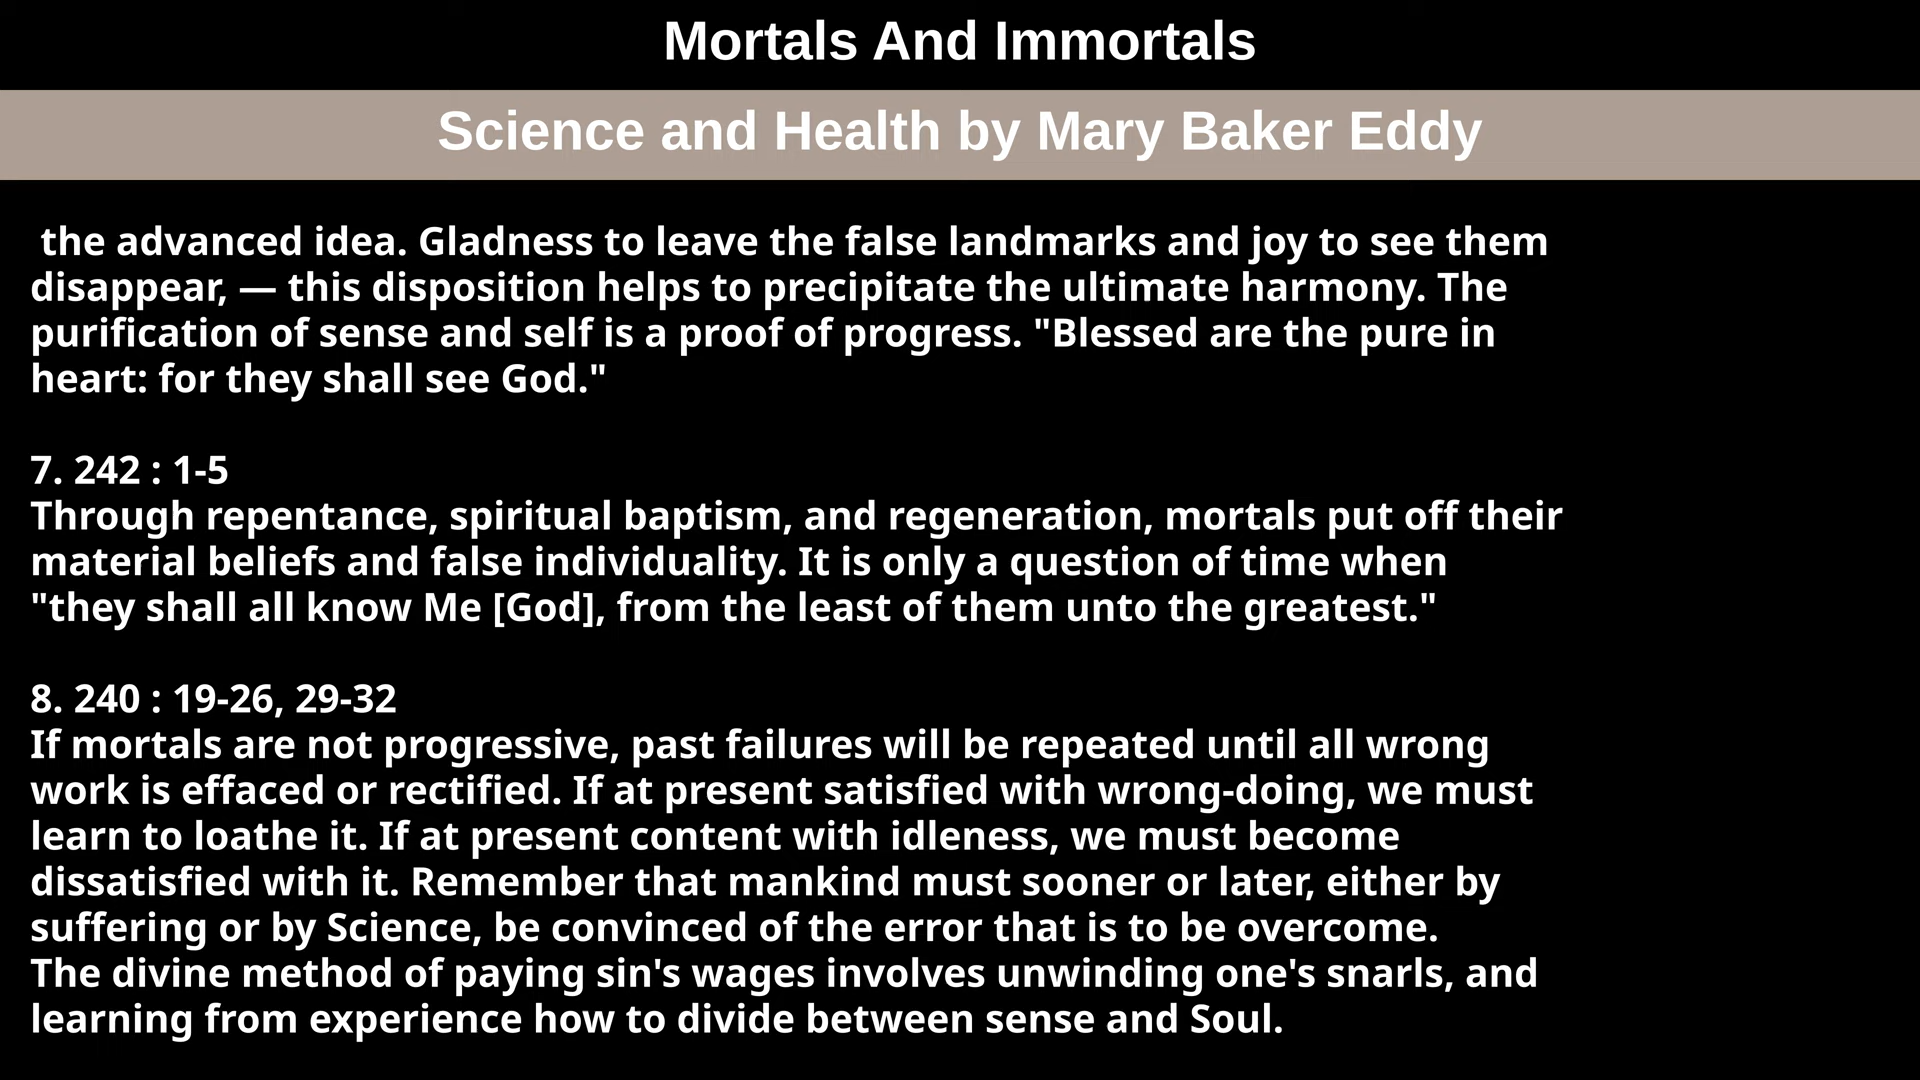 Mortals And Immortals
Science and Health by Mary Baker Eddy
the advanced idea. Gladness to leave the false landmarks and joy to see them
disappear, — this disposition helps to precipitate the ultimate harmony. The
purification of sense and self is a proof of progress. "Blessed are the pure in
heart: for they shall see God."
7. 242 : 1-5
Through repentance, spiritual baptism, and regeneration, mortals put off their
material beliefs and false individuality. It is only a question of time when
"they shall all know Me [God], from the least of them unto the greatest."
8. 240 : 19-26, 29-32
If mortals are not progressive, past failures will be repeated until all wrong
work is effaced or rectified. If at present satisfied with wrong-doing, we must
learn to loathe it. If at present content with idleness, we must become
dissatisfied with it. Remember that mankind must sooner or later, either by
suffering or by Science, be convinced of the error that is to be overcome.
The divine method of paying sin's wages involves unwinding one's snarls, and
learning from experience how to divide between sense and Soul.